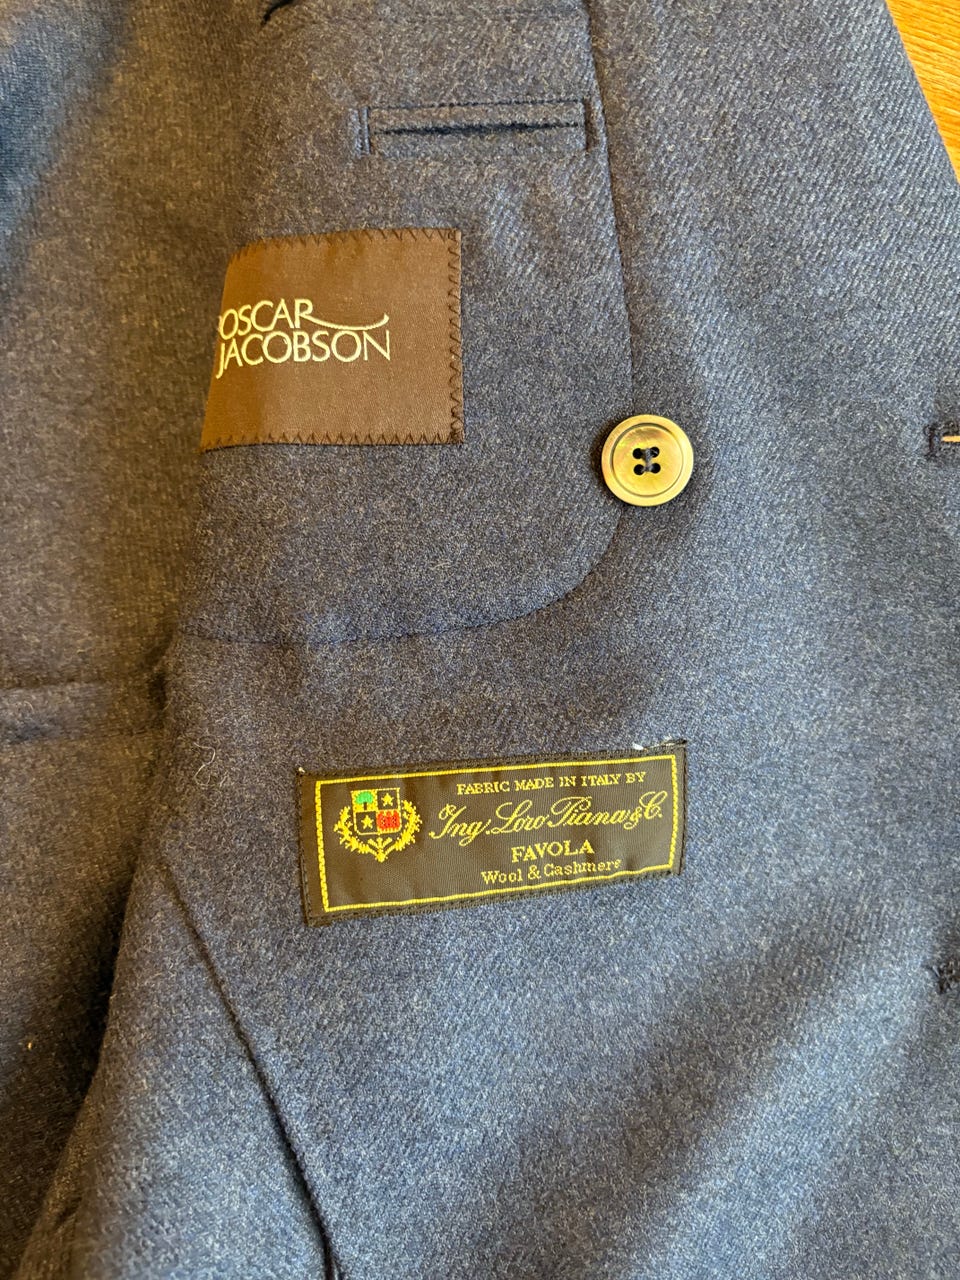 OSCAR
JACOBSON
FABRIC MADE IN ITALY BY
Ing. Loro Piana & C.
FAVOLA
Wool & Cashmere